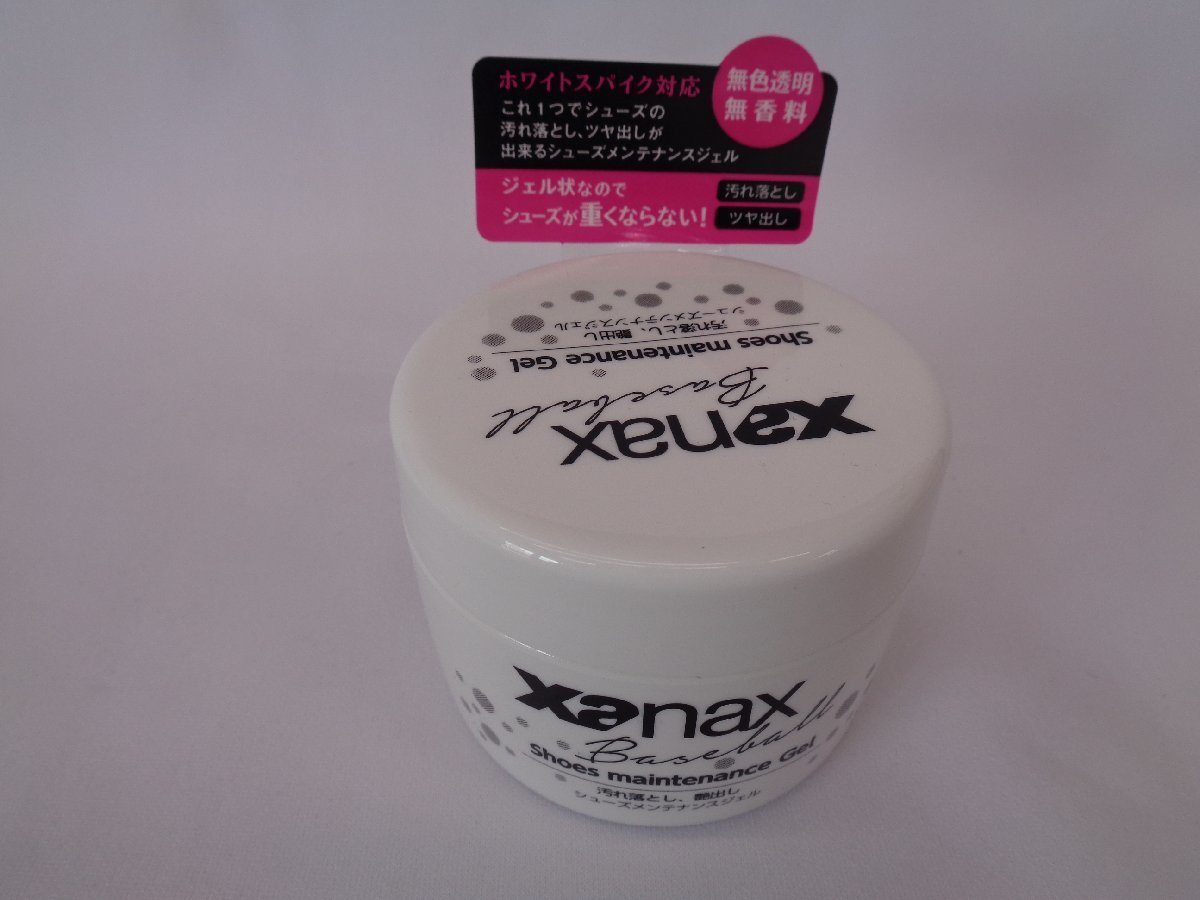 ホワイトスパイク対応
これ1つでシューズの
汚れ落とし、ツヤ出しが
出来るシューズメンテナンスジェル
無色透明
無香料
ジェル状なので
シューズが重くならない!
汚れ落とし
ツヤ出し
xanax
Baseball
Shoes maintenance Gel
汚れ落とし、艶出し
シューズメンテナンスジェル
xanax
Baseball
Shoes maintenance Gel
汚れ落とし、艶出し
シューズメンテナンスジェル